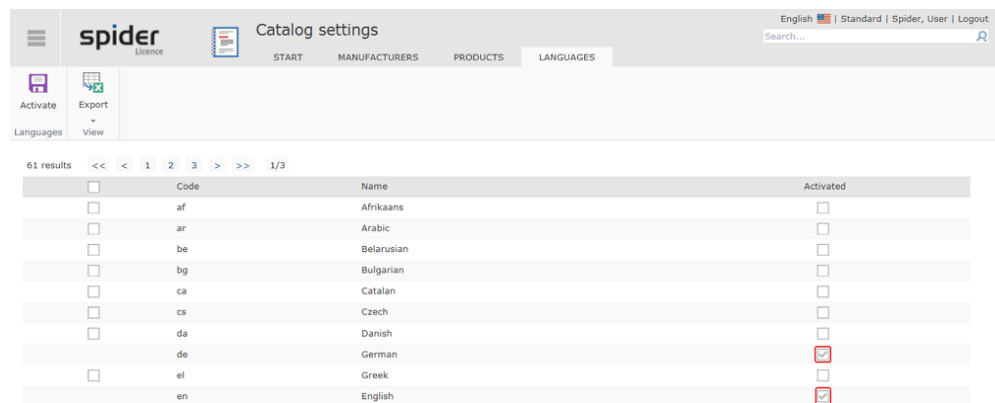 English | Standard | Spider, User | Logout
spider
Licence
Catalog settings
Search...
START MANUFACTURERS PRODUCTS LANGUAGES
Activate Export
Languages View
61 results << < 1 2 3 > >> 1/3
Code Name Activated
af Afrikaans
ar Arabic
be Belarusian
bg Bulgarian
ca Catalan
cs Czech
da Danish
de German
el Greek
en English